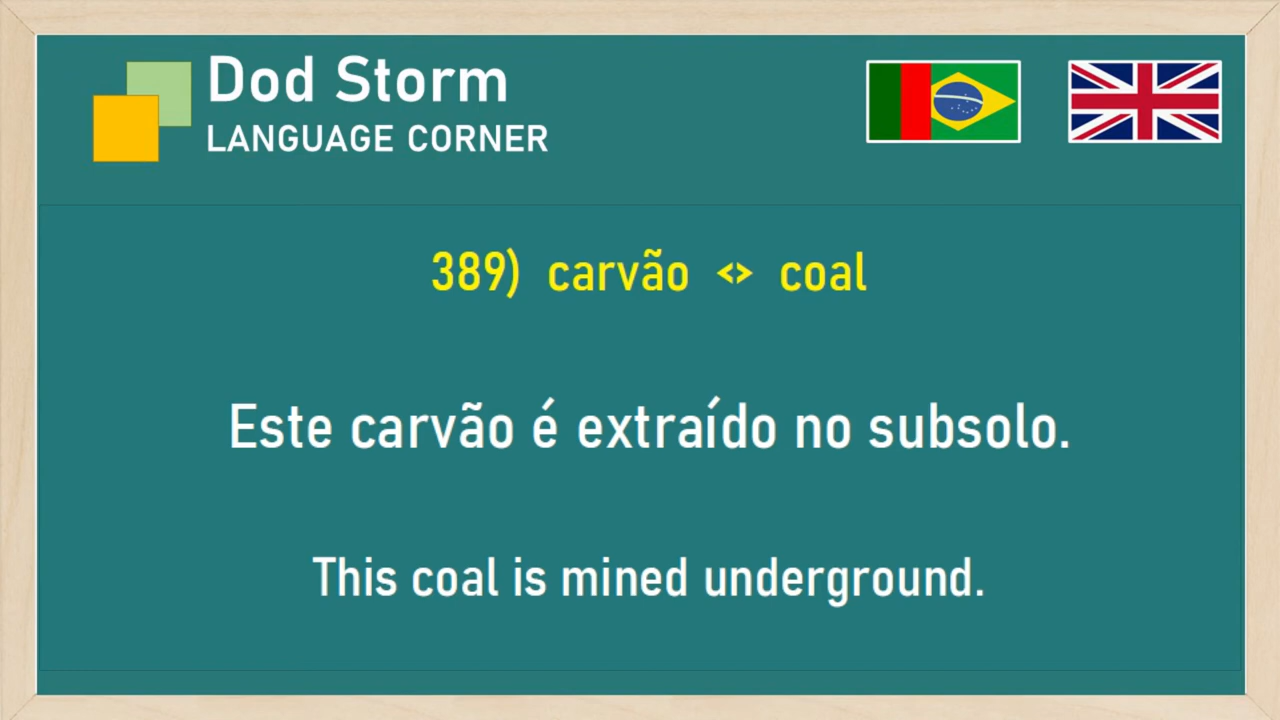 Dod Storm
LANGUAGE CORNER
389) carvão <> coal
Este carvão é extraído no subsolo.
This coal is mined underground.